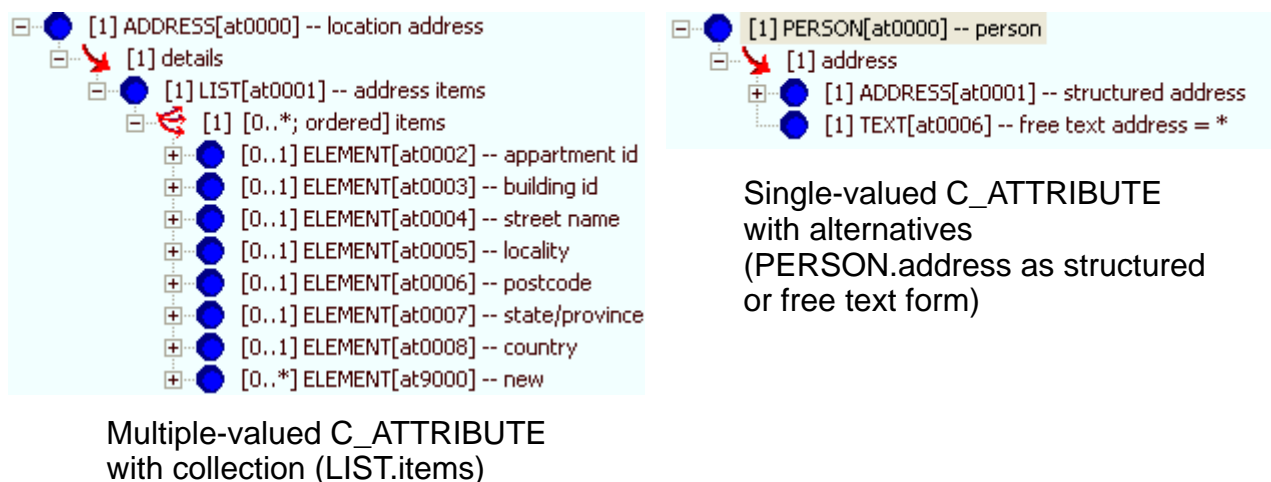 [1] ADDRESS[at0000] -- location address
[1] details
[1] LIST[at0001] -- address items
[1] [0..*; ordered] items
[0..1] ELEMENT[at0002] -- appartment id
[0..1] ELEMENT[at0003] -- building id
[0..1] ELEMENT[at0004] -- street name
[0..1] ELEMENT[at0005] -- locality
[0..1] ELEMENT[at0006] -- postcode
[0..1] ELEMENT[at0007] -- state/province
[0..1] ELEMENT[at0008] -- country
[0..*] ELEMENT[at9000] -- new
Multiple-valued C_ATTRIBUTE
with collection (LIST.items)
[1] PERSON[at0000] -- person
[1] address
[1] ADDRESS[at0001] -- structured address
[1] TEXT[at0006] -- free text address = *
Single-valued C_ATTRIBUTE
with alternatives
(PERSON.address as structured
or free text form)